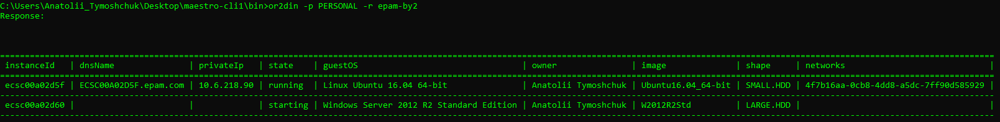 C:\Users\Anatolii_Tymoshchuk\Desktop\maestro-cli1\bin>or2din -p PERSONAL -r epam-by2
Response:
instanceId | dnsName | privateIp | state | guestOS | owner | image | shape | networks |
ecsc00a02d5f | ECSC00A02D5F.epam.com | 10.6.218.90 | running | Linux Ubuntu 16.04 64-bit | Anatolii Tymoshchuk | Ubuntu16.04_64-bit | SMALL.HDD | 4f7b16aa-0cb8-4dd8-a5dc-7ff90d585929 |
ecsc00a02d60 | | | starting | Windows Server 2012 R2 Standard Edition | Anatolii Tymoshchuk | W2012R2Std | LARGE.HDD | |